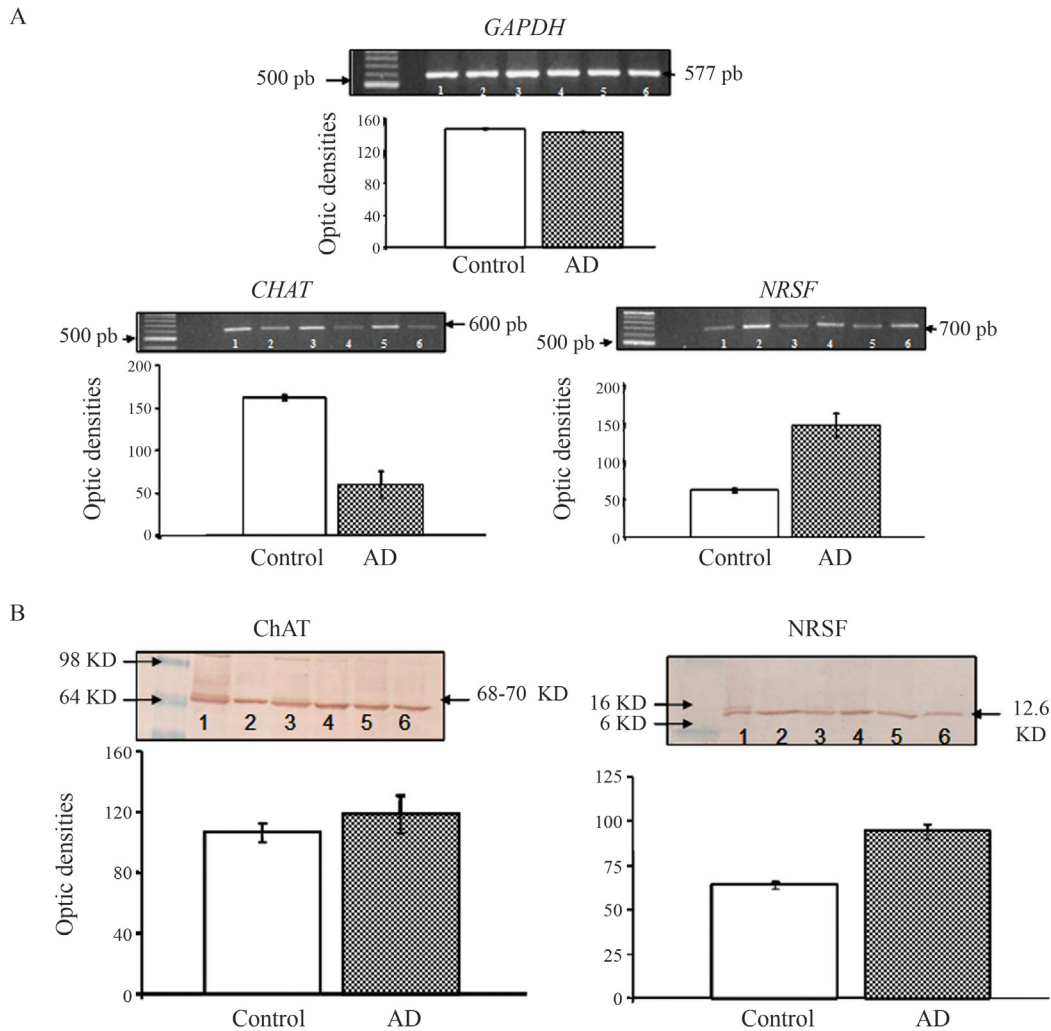 A
GAPDH
500 pb
577 pb
1 2 3 4 5 6
Optic densities
160
120
80
40
0
Control AD
CHAT
500 pb
600 pb
1 2 3 4 5 6
Optic densities
200
150
100
50
0
Control AD
NRSF
500 pb
700 pb
1 2 3 4 5 6
Optic densities
200
150
100
50
0
Control AD
B
ChAT
98 KD
64 KD
68-70 KD
1 2 3 4 5 6
Optic densities
160
120
80
40
0
Control AD
NRSF
16 KD
6 KD
12.6
KD
1 2 3 4 5 6
125
100
75
50
25
0
Control AD